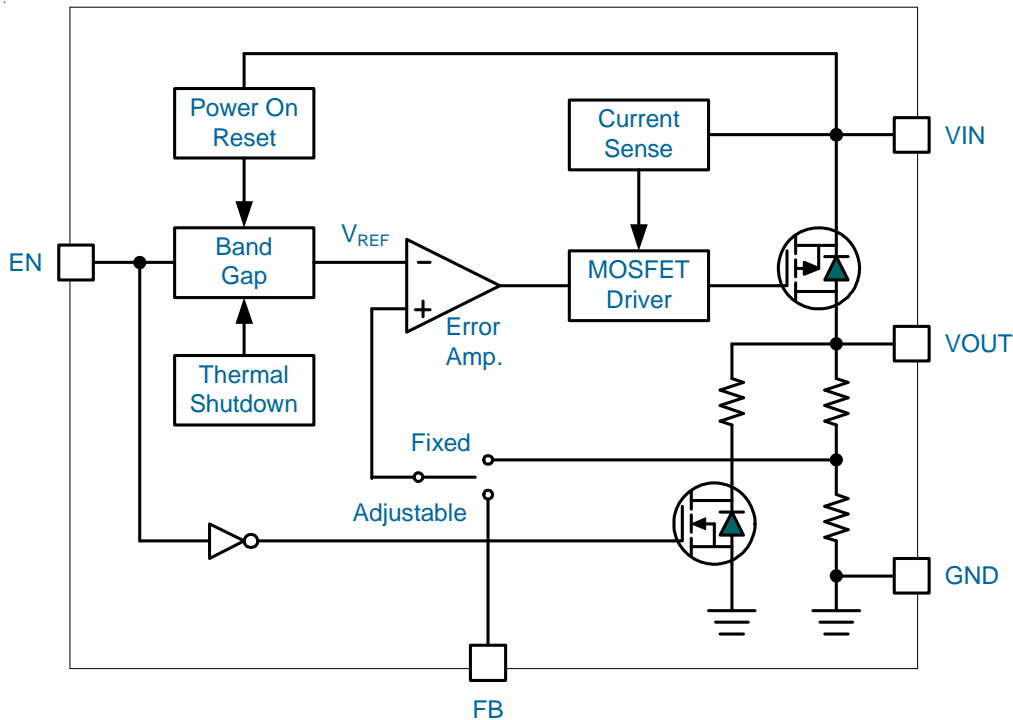 Power On
Reset
Current
Sense
VIN
EN
Band
Gap
VREF
−
+
Error
Amp.
MOSFET
Driver
VOUT
Thermal
Shutdown
Fixed
Adjustable
GND
FB